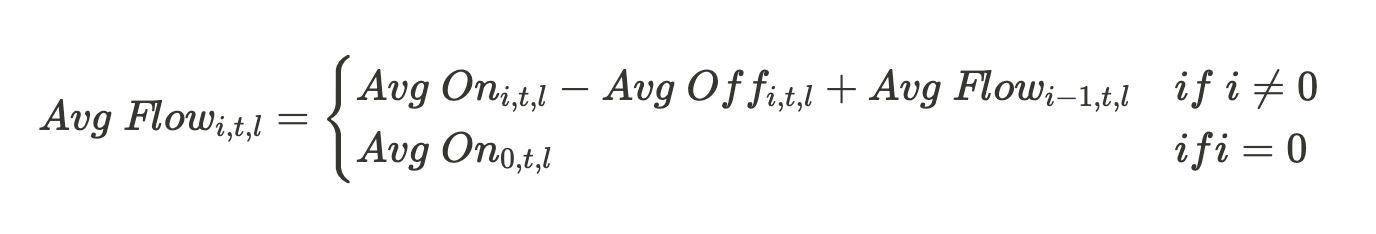 Avg Flow_{i,t,l} = { Avg On_{i,t,l} − Avg Off_{i,t,l} + Avg Flow_{i−1,t,l} if i ≠ 0
Avg On_{0,t,l} ifi = 0